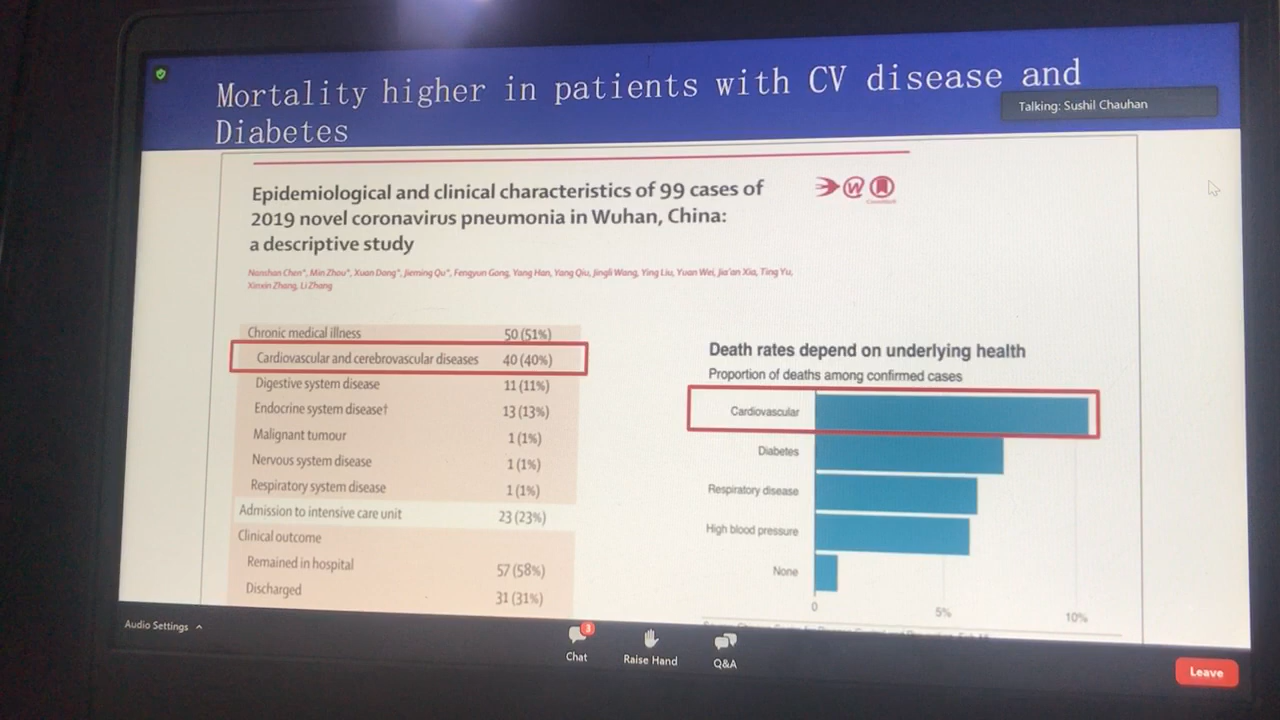 Mortality higher in patients with CV disease and
Diabetes
Talking: Sushil Chauhan
Epidemiological and clinical characteristics of 99 cases of
2019 novel coronavirus pneumonia in Wuhan, China:
a descriptive study
Nanshan Chen*, Min Zhou*, Xuan Dong*, Jieming Qu*, Fengyun Gong, Yang Han, Yang Qiu, Jingli Wang, Ying Liu, Yuan Wei, Jia'an Xia, Ting Yu,
Xinxin Zhang, Li Zhang
Chronic medical illness 50 (51%)
Cardiovascular and cerebrovascular diseases 40 (40%)
Digestive system disease 11 (11%)
Endocrine system disease† 13 (13%)
Malignant tumour 1 (1%)
Nervous system disease 1 (1%)
Respiratory system disease 1 (1%)
Admission to intensive care unit 23 (23%)
Clinical outcome
Remained in hospital 57 (58%)
Discharged 31 (31%)
Death rates depend on underlying health
Proportion of deaths among confirmed cases
Cardiovascular
Diabetes
Respiratory disease
High blood pressure
None
0 5% 10%
Audio Settings
3
Chat
Raise Hand
Q&A
Leave